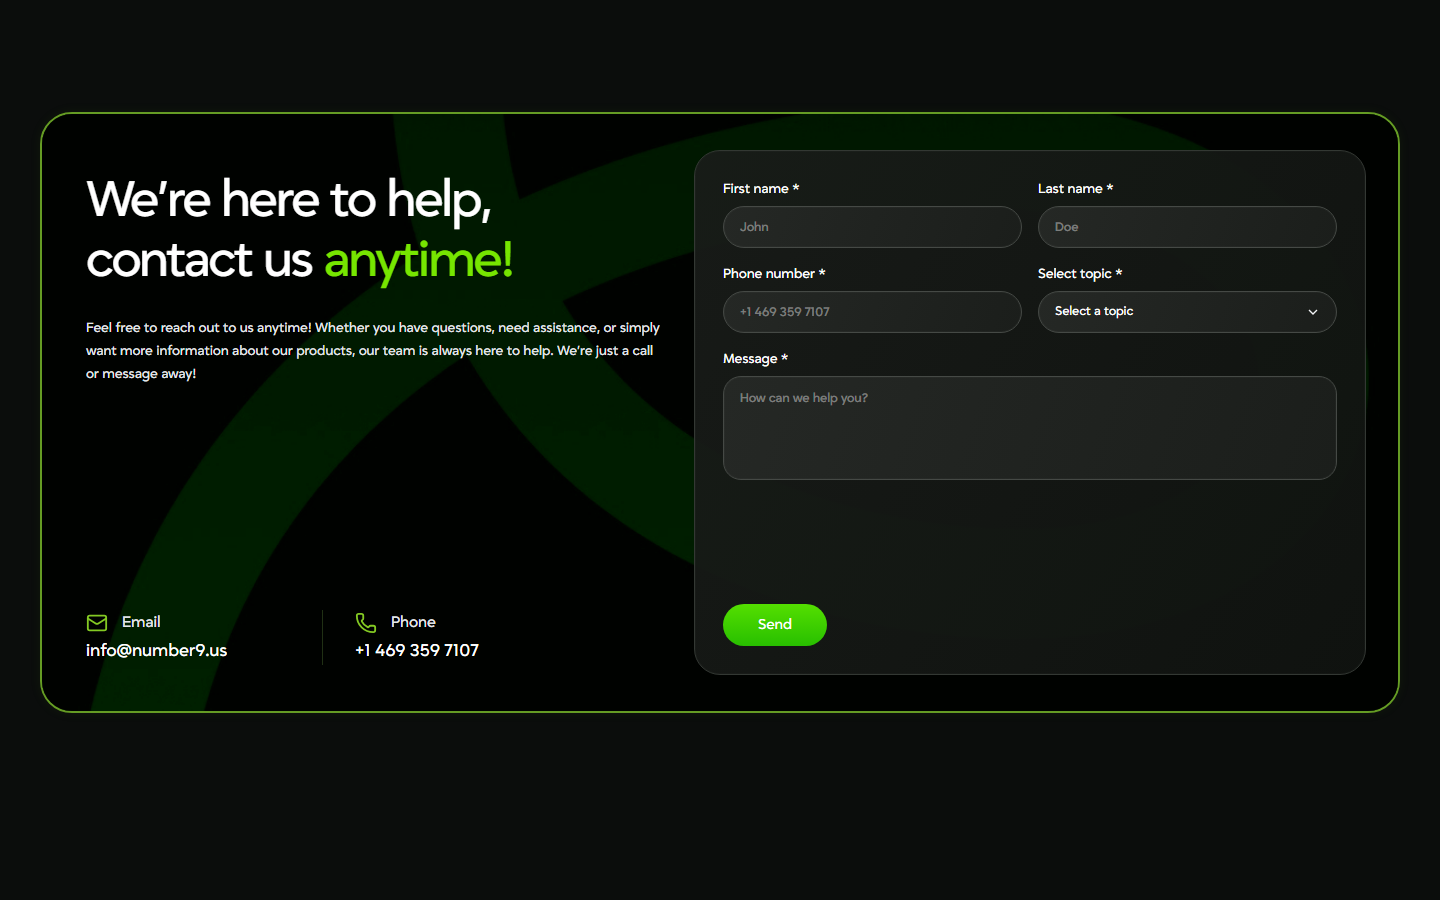 We’re here to help,
contact us anytime!
Feel free to reach out to us anytime! Whether you have questions, need assistance, or simply
want more information about our products, our team is always here to help. We’re just a call
or message away!
Email
info@number9.us
Phone
+1 469 359 7107
First name *
John
Last name *
Doe
Phone number *
+1 469 359 7107
Select topic *
Select a topic
Message *
How can we help you?
Send